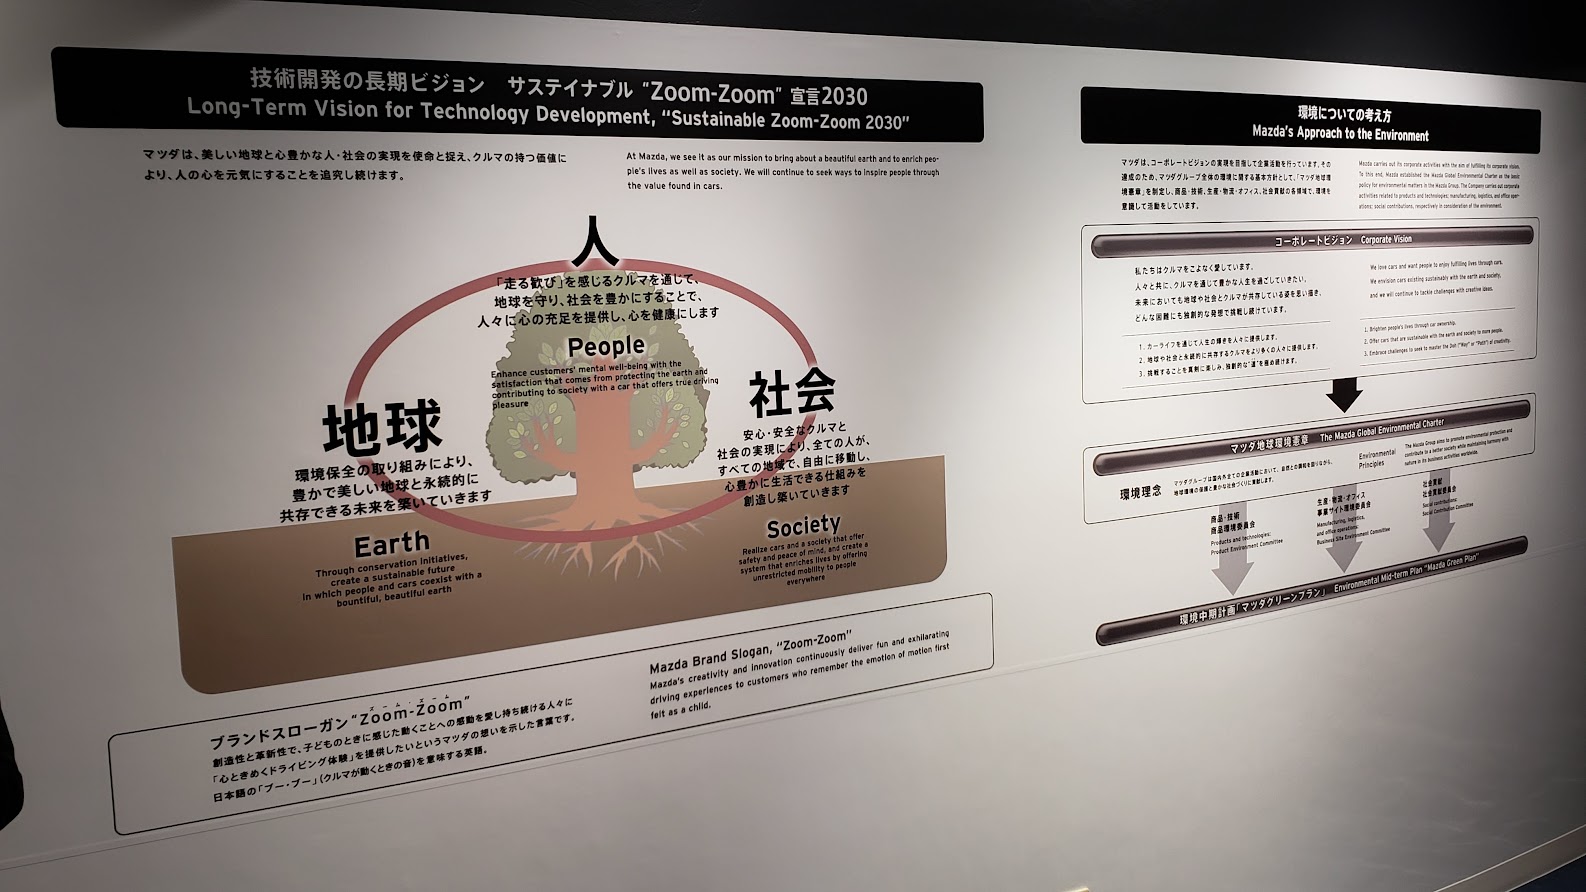 技術開発の長期ビジョン　サステイナブル “Zoom-Zoom” 宣言2030
Long-Term Vision for Technology Development, “Sustainable Zoom-Zoom 2030”
マツダは、美しい地球と心豊かな人・社会の実現を使命と捉え、クルマの持つ価値に
より、人の心を元気にすることを追究し続けます。
At Mazda, we see it as our mission to bring about a beautiful earth and to enrich peo-
ple's lives as well as society. We will continue to seek ways to inspire people through
the value found in cars.
人
「走る歓び」を感じるクルマを通じて、
地球を守り、社会を豊かにすることで、
人々に心の充足を提供し、心を健康にします
People
Enhance customers' mental well-being with the
satisfaction that comes from protecting the earth and
contributing to society with a car that offers true driving
pleasure
地球
環境保全の取り組みにより、
豊かで美しい地球と永続的に
共存できる未来を築いていきます
Earth
Through conservation initiatives,
create a sustainable future
in which people and cars coexist with a
bountiful, beautiful earth
社会
安心・安全なクルマと
社会の実現により、全ての人が、
すべての地域で、自由に移動し、
心豊かに生活できる仕組みを
創造し築いていきます
Society
Realize cars and a society that offer
safety and peace of mind, and create a
system that enriches lives by offering
unrestricted mobility to people
everywhere
ズーム・ズーム
ブランドスローガン“Zoom-Zoom”
創造性と革新性で、子どものときに感じた動くことへの感動を愛し持ち続ける人々に
「心ときめくドライビング体験」を提供したいというマツダの想いを示した言葉です。
日本語の「ブー・ブー」(クルマが動くときの音)を意味する英語。
Mazda Brand Slogan, “Zoom-Zoom”
Mazda's creativity and innovation continuously deliver fun and exhilarating
driving experiences to customers who remember the emotion of motion first
felt as a child.
環境についての考え方
Mazda's Approach to the Environment
マツダは、コーポレートビジョンの実現を目指して企業活動を行っています。その
達成のため、マツダグループ全体の環境に関する基本方針として、「マツダ地球環
境憲章」を制定し、商品・技術、生産・物流・オフィス、社会貢献の各領域で、環境を
意識して活動をしています。
Mazda carries out its corporate activities with the aim of fulfilling its corporate vision.
To this end, Mazda established the Mazda Global Environmental Charter as the basic
policy for environmental matters in the Mazda Group. The Company carries out corporate
activities related to products and technologies; manufacturing, logistics, and office oper-
ations; social contributions, respectively in consideration of the environment.
コーポレートビジョン　Corporate Vision
私たちはクルマをこよなく愛しています。
人々と共に、クルマを通じて豊かな人生を過ごしていきたい。
未来においても地球や社会とクルマが共存している姿を思い描き、
どんな困難にも独創的な発想で挑戦し続けています。
We love cars and want people to enjoy fulfilling lives through cars.
We envision cars existing sustainably with the earth and society,
and we will continue to tackle challenges with creative ideas.
1. カーライフを通じて人生の輝きを人々に提供します。
2. 地球や社会と永続的に共存するクルマをより多くの人々に提供します。
3. 挑戦することを真剣に楽しみ、独創的な“道”を極め続けます。
1. Brighten people's lives through car ownership.
2. Offer cars that are sustainable with the earth and society to more people.
3. Embrace challenges and seek to master the Doh (“Way” or “Path”) of creativity.
マツダ地球環境憲章　The Mazda Global Environmental Charter
環境理念
マツダグループは国内外全ての企業活動において、自然との調和を図りながら、
地球環境の保護と豊かな社会づくりに貢献します。
Environmental
Principles
The Mazda Group aims to promote environmental protection and
contribute to a better society while maintaining harmony with
nature in its business activities worldwide.
商品・技術
商品環境委員会
Products and technologies:
Product Environment Committee
生産・物流・オフィス
事業サイト環境委員会
Manufacturing, logistics,
and office operations:
Business Site Environment Committee
社会貢献
社会貢献委員会
Social contributions:
Social Contribution Committee
環境中期計画「マツダグリーンプラン」　Environmental Mid-term Plan “Mazda Green Plan”